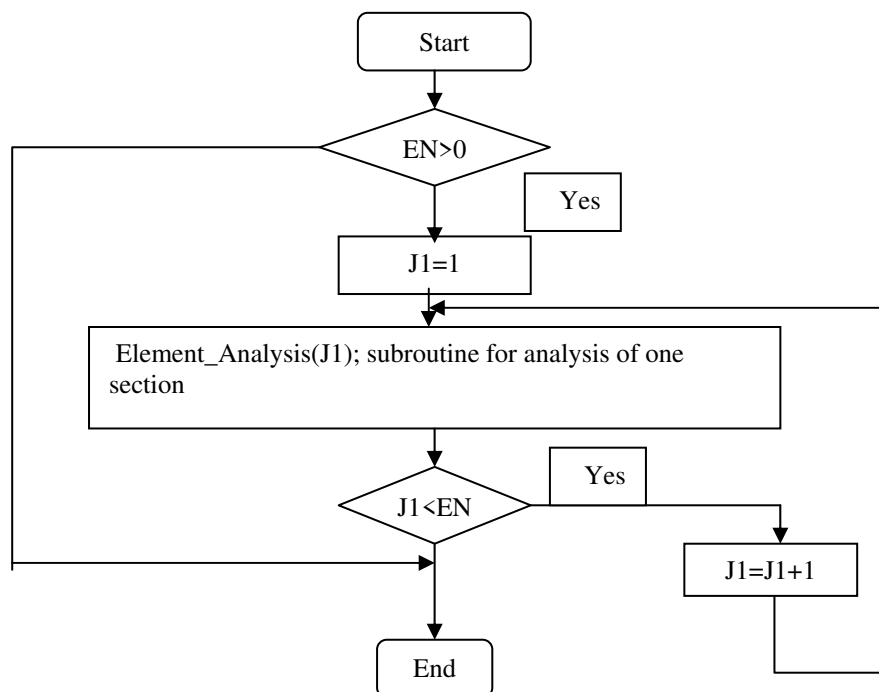 Start
EN>0
Yes
J1=1
Element_Analysis(J1); subroutine for analysis of one
section
Yes
J1<EN
J1=J1+1
End